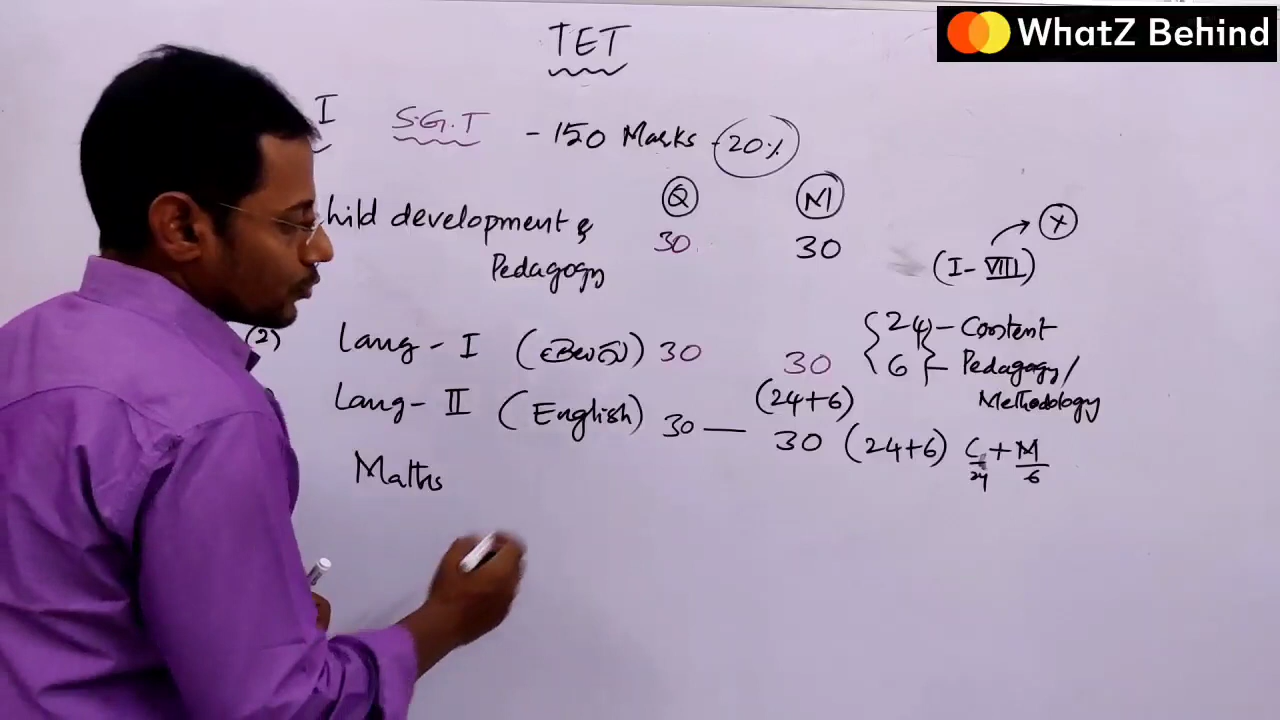 WhatZ Behind
TET
I S.G.T - 150 Marks - 20%
Q M
hild development & 30 30
Pedagogy
(I - VIII) → X
(2) Lang - I (తెలుగు) 30 30
24 - Content
6 - Pedagogy/
Methodology
(24+6)
Lang - II (English) 30 — 30 (24+6) C + M
24 6
Maths